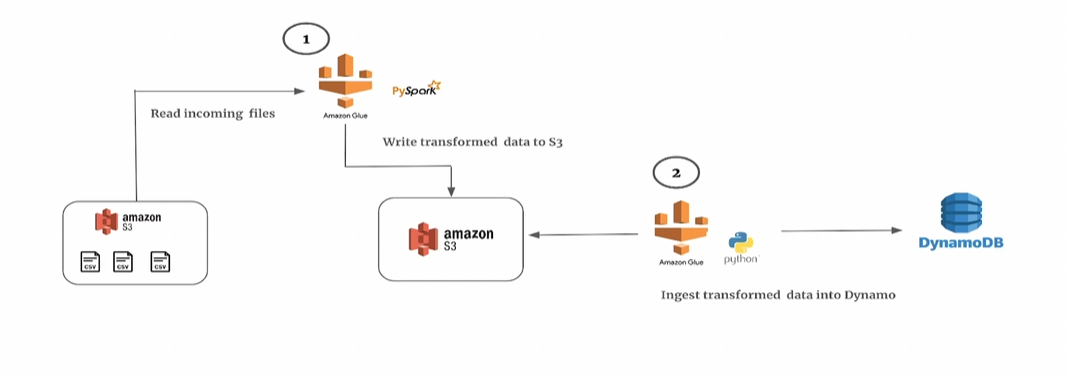 1
PySpark
Amazon Glue
Read incoming files
Write transformed data to S3
2
amazon
S3
CSV
CSV
CSV
amazon
S3
Amazon Glue
python
DynamoDB
Ingest transformed data into Dynamo